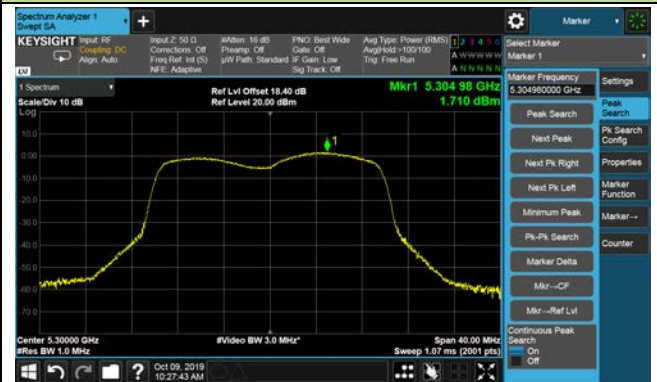 Spectrum Analyzer 1
Swept SA
+
Marker
KEYSIGHT
Input: RF
Coupling: DC
Align: Auto
Input Z: 50 Ω
Corrections: Off
Freq Ref: Int (S)
NFE: Adaptive
#Atten: 16 dB
Preamp: Off
µW Path: Standard
PNO: Best Wide
Gate: Off
IF Gain: Low
Sig Track: Off
Avg Type: Power (RMS)
Avg|Hold:>100/100
Trig: Free Run
1 2 3 4 5 6
A W W W W W
A N N N N N
Select Marker
Marker 1
1 Spectrum
Scale/Div 10 dB
Log
Ref Lvl Offset 18.40 dB
Ref Level 20.00 dBm
Mkr1 5.304 98 GHz
1.710 dBm
10.0
0.00
-10.0
-20.0
-30.0
-40.0
-50.0
-60.0
-70.0
1
Center 5.30000 GHz
#Res BW 1.0 MHz
#Video BW 3.0 MHz*
Span 40.00 MHz
Sweep 1.07 ms (2001 pts)
Marker Frequency
5.304980000 GHz
Peak Search
Next Peak
Next Pk Right
Next Pk Left
Minimum Peak
Pk-Pk Search
Marker Delta
Mkr→CF
Mkr→Ref Lvl
Continuous Peak
Search
On
Off
Settings
Peak
Search
Pk Search
Config
Properties
Marker
Function
Marker→
Counter
?
Oct 09, 2019
10:27:43 AM